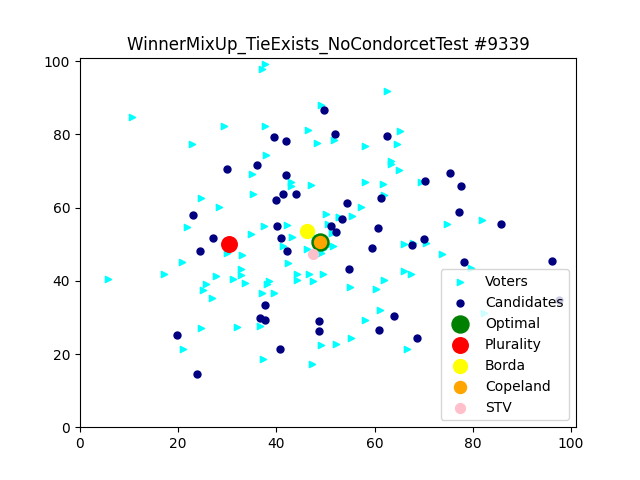 WinnerMixUp_TieExists_NoCondorcetTest #9339
100
80
60
40
20
0
0 20 40 60 80 100
Voters
Candidates
Optimal
Plurality
Borda
Copeland
STV